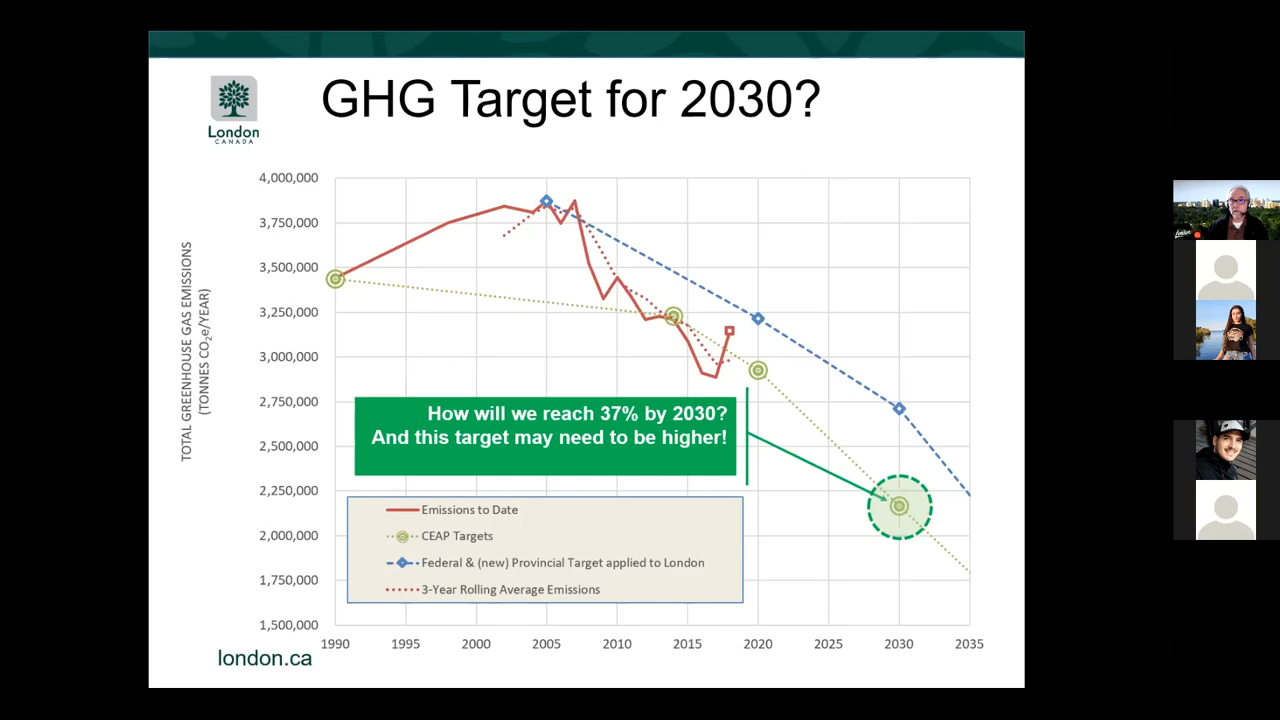 GHG Target for 2030?
London
CANADA
TOTAL GREENHOUSE GAS EMISSIONS
(TONNES CO₂e/YEAR)
4,000,000
3,750,000
3,500,000
3,250,000
3,000,000
2,750,000
2,500,000
2,250,000
2,000,000
1,750,000
1,500,000
How will we reach 37% by 2030?
And this target may need to be higher!
Emissions to Date
CEAP Targets
Federal & (new) Provincial Target applied to London
3-Year Rolling Average Emissions
1990 1995 2000 2005 2010 2015 2020 2025 2030 2035
london.ca
London